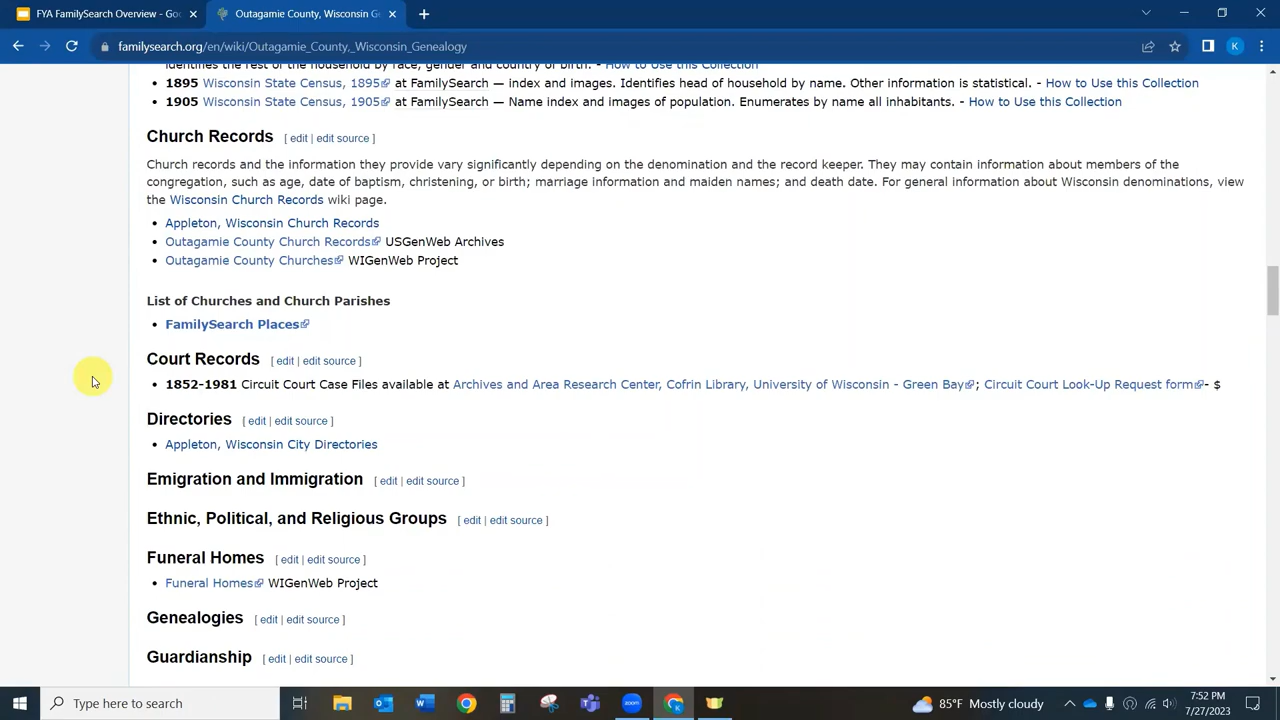 FYA FamilySearch Overview - Goo
Outagamie County, Wisconsin Ge
familysearch.org/en/wiki/Outagamie_County,_Wisconsin_Genealogy
K
identifies the rest of the household by race, gender and country of birth. - How to Use this Collection
• 1895 Wisconsin State Census, 1895 at FamilySearch — index and images. Identifies head of household by name. Other information is statistical. - How to Use this Collection
• 1905 Wisconsin State Census, 1905 at FamilySearch — Name index and images of population. Enumerates by name all inhabitants. - How to Use this Collection
Church Records [ edit | edit source ]
Church records and the information they provide vary significantly depending on the denomination and the record keeper. They may contain information about members of the
congregation, such as age, date of baptism, christening, or birth; marriage information and maiden names; and death date. For general information about Wisconsin denominations, view
the Wisconsin Church Records wiki page.
• Appleton, Wisconsin Church Records
• Outagamie County Church Records USGenWeb Archives
• Outagamie County Churches WIGenWeb Project
List of Churches and Church Parishes
• FamilySearch Places
Court Records [ edit | edit source ]
• 1852-1981 Circuit Court Case Files available at Archives and Area Research Center, Cofrin Library, University of Wisconsin - Green Bay; Circuit Court Look-Up Request form- $
Directories [ edit | edit source ]
• Appleton, Wisconsin City Directories
Emigration and Immigration [ edit | edit source ]
Ethnic, Political, and Religious Groups [ edit | edit source ]
Funeral Homes [ edit | edit source ]
• Funeral Homes WIGenWeb Project
Genealogies [ edit | edit source ]
Guardianship [ edit | edit source ]
Type here to search
zoom
85°F Mostly cloudy
7:52 PM
7/27/2023